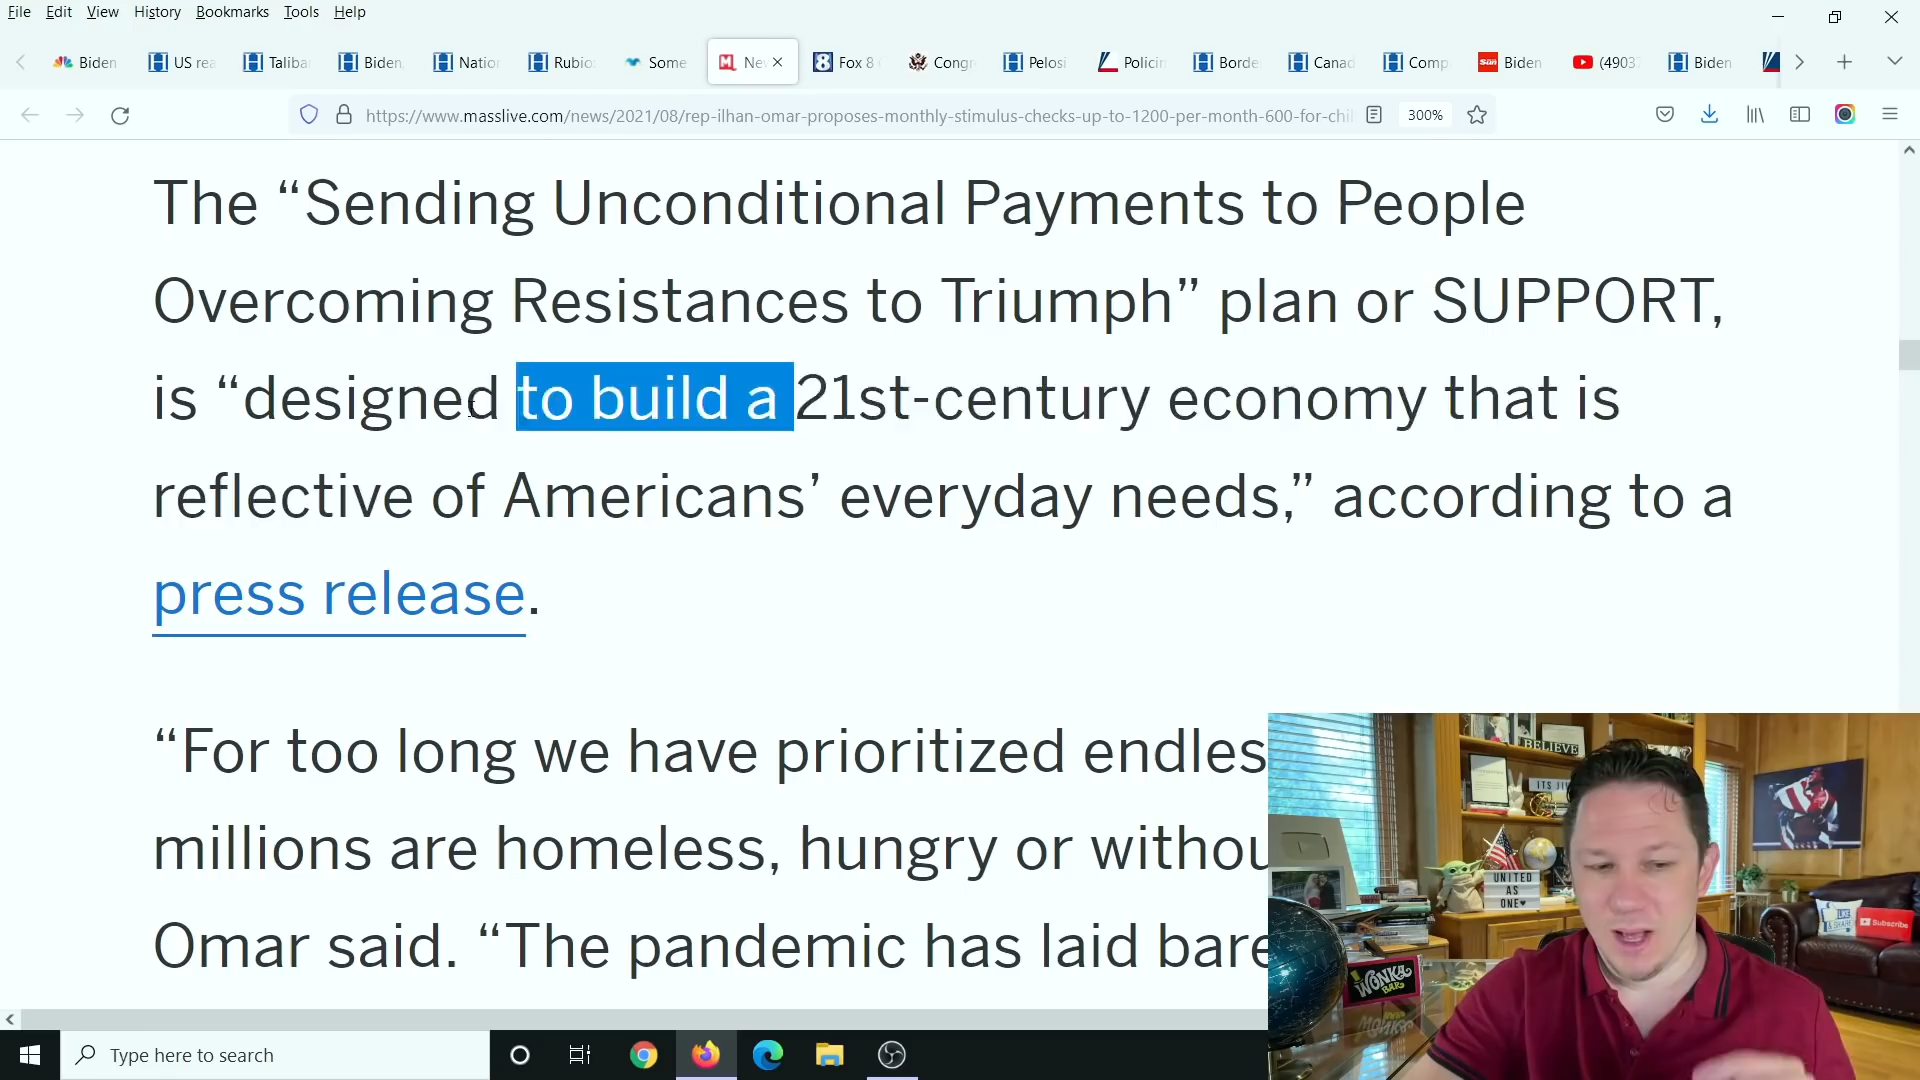 File Edit View History Bookmarks Tools Help
Biden US rea Taliba Biden, Natio Rubio: Some Ne Fox 8 Congr Pelosi Policin Borde Canad Comp Biden (4903 Biden
https://www.masslive.com/news/2021/08/rep-ilhan-omar-proposes-monthly-stimulus-checks-up-to-1200-per-month-600-for-chil 300%
The “Sending Unconditional Payments to People
Overcoming Resistances to Triumph” plan or SUPPORT,
is “designed to build a 21st-century economy that is
reflective of Americans’ everyday needs,” according to a
press release.
“For too long we have prioritized endles
millions are homeless, hungry or withou
Omar said. “The pandemic has laid bare
BELIEVE
UNITED
AS
ONE♥
LIKE
& SHARE
Subscribe
WONKA
BAR
Type here to search